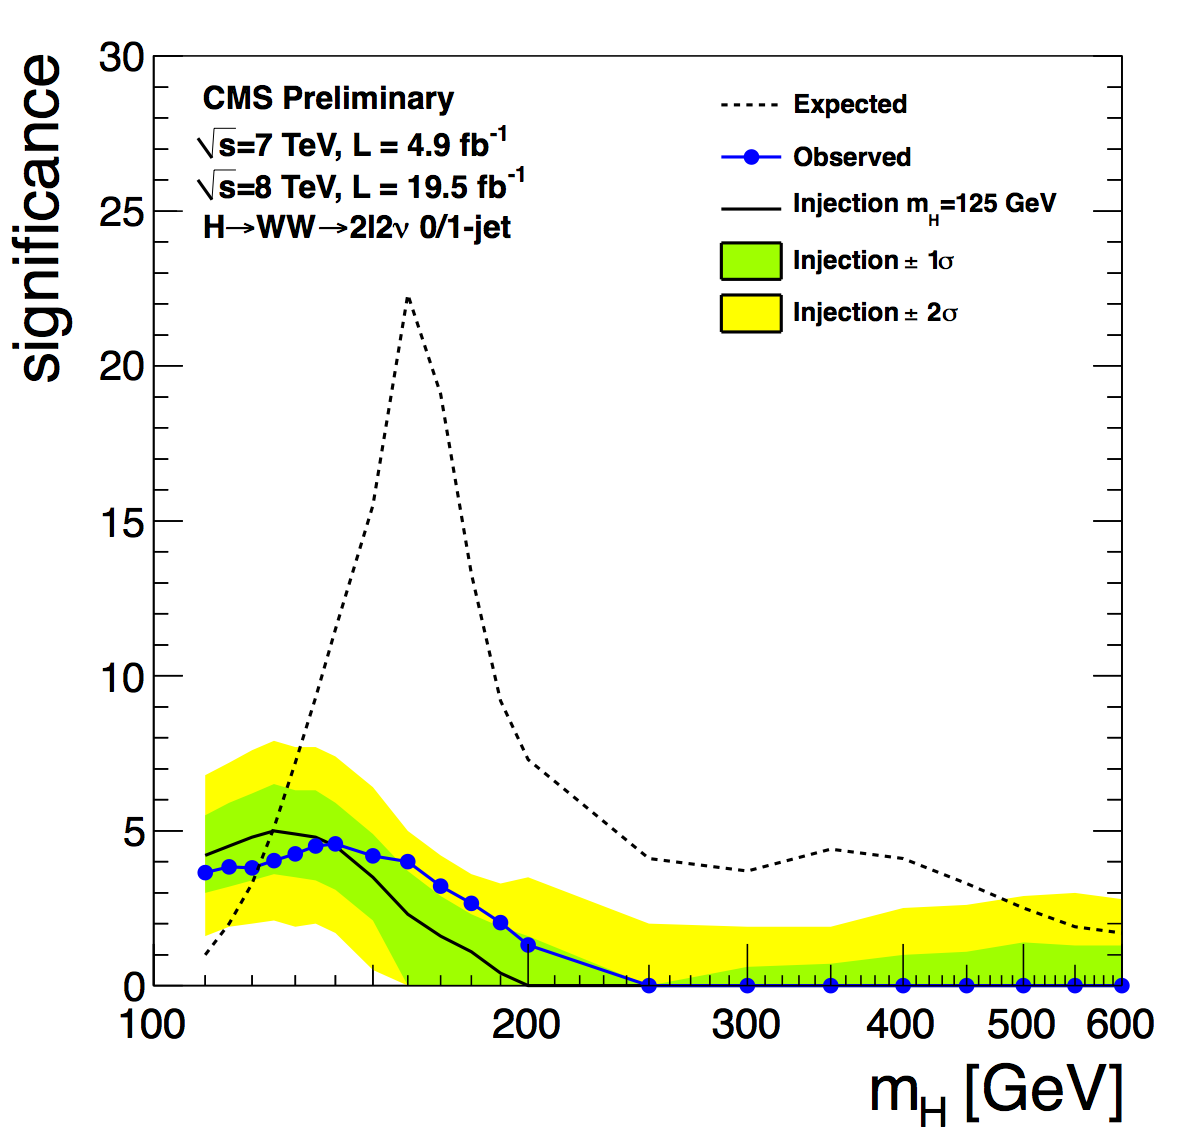 30
25
20
15
10
5
0
significance
CMS Preliminary
√s=7 TeV, L = 4.9 fb⁻¹
√s=8 TeV, L = 19.5 fb⁻¹
H→WW→2l2ν 0/1-jet
Expected
Observed
Injection m_H=125 GeV
Injection ± 1σ
Injection ± 2σ
100 200 300 400 500 600
m_H [GeV]